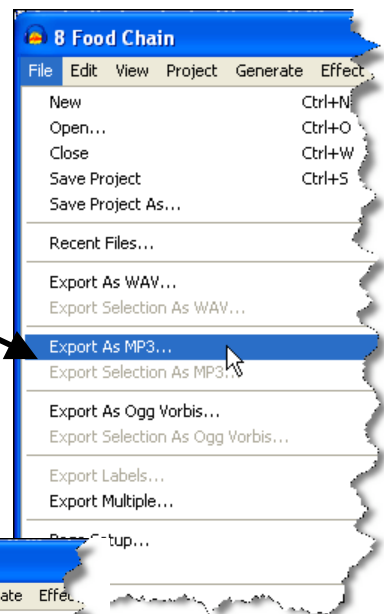 8 Food Chain
File Edit View Project Generate Effect
New Ctrl+N
Open... Ctrl+O
Close Ctrl+W
Save Project Ctrl+S
Save Project As...
Recent Files...
Export As WAV...
Export Selection As WAV...
Export As MP3...
Export Selection As MP3...
Export As Ogg Vorbis...
Export Selection As Ogg Vorbis...
Export Labels...
Export Multiple...